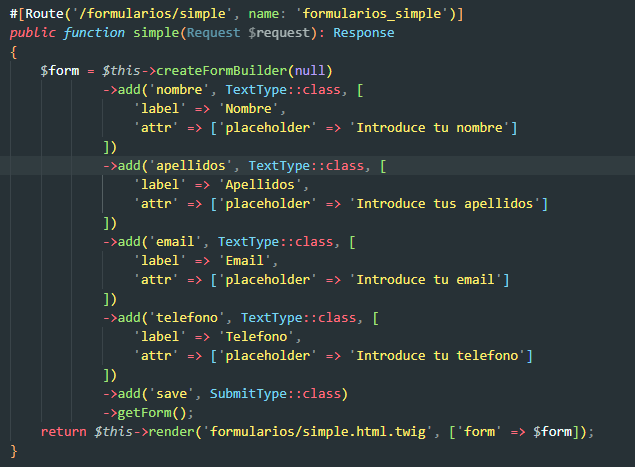 #[Route('/formularios/simple', name: 'formularios_simple')]
public function simple(Request $request): Response
{
    $form = $this->createFormBuilder(null)
            ->add('nombre', TextType::class, [
                'label' => 'Nombre',
                'attr' => ['placeholder' => 'Introduce tu nombre']
            ])
            ->add('apellidos', TextType::class, [
                'label' => 'Apellidos',
                'attr' => ['placeholder' => 'Introduce tus apellidos']
            ])
            ->add('email', TextType::class, [
                'label' => 'Email',
                'attr' => ['placeholder' => 'Introduce tu email']
            ])
            ->add('telefono', TextType::class, [
                'label' => 'Telefono',
                'attr' => ['placeholder' => 'Introduce tu telefono']
            ])
            ->add('save', SubmitType::class)
            ->getForm();
    return $this->render('formularios/simple.html.twig', ['form' => $form]);
}